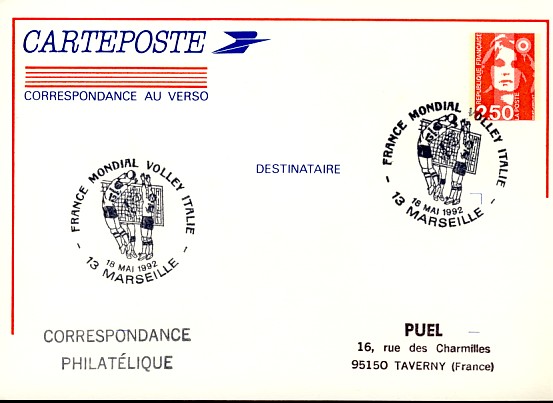 CARTEPOSTE
CORRESPONDANCE AU VERSO
REPUBLIQUE FRANÇAISE
2,50
LA POSTE
- FRANCE MONDIAL VOLLEY ITALIE -
18 MAI 1992
13 MARSEILLE
DESTINATAIRE
- FRANCE MONDIAL VOLLEY ITALIE -
18 MAI 1992
13 MARSEILLE
CORRESPONDANCE
PHILATÉLIQUE
PUEL
16, rue des Charmilles
95150 TAVERNY (France)